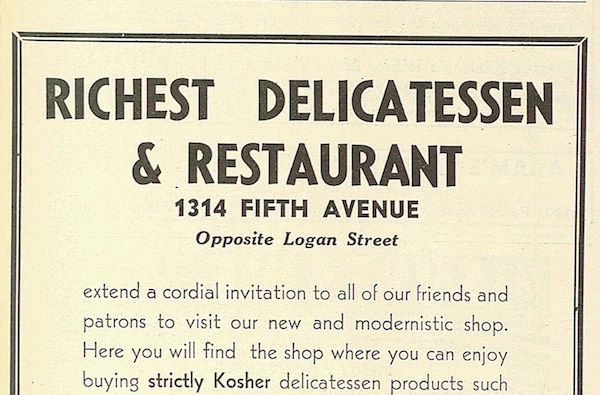 RICHEST DELICATESSEN
& RESTAURANT
1314 FIFTH AVENUE
Opposite Logan Street
extend a cordial invitation to all of our friends and
patrons to visit our new and modernistic shop.
Here you will find the shop where you can enjoy
buying strictly Kosher delicatessen products such